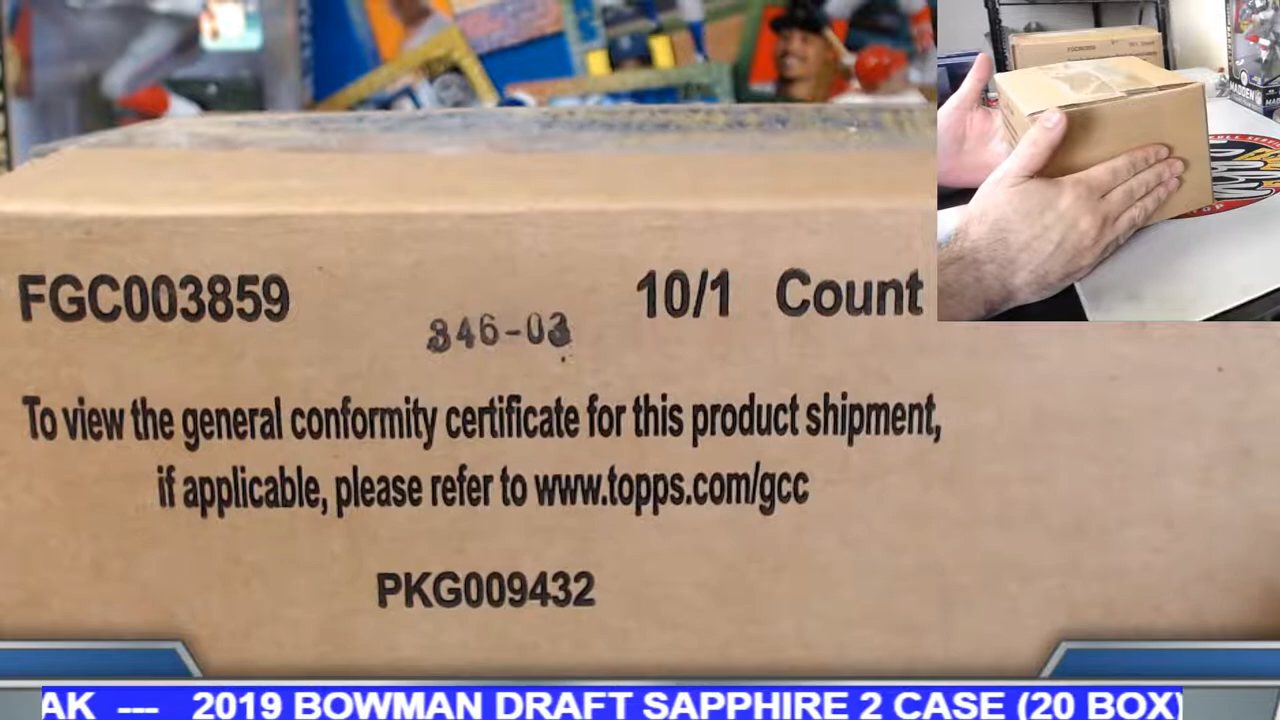 FGC003859 10/1 Count
346-03
To view the general conformity certificate for this product shipment,
if applicable, please refer to www.topps.com/gcc
PKG009432
MADDEN
AK --- 2019 BOWMAN DRAFT SAPPHIRE 2 CASE (20 BOX)